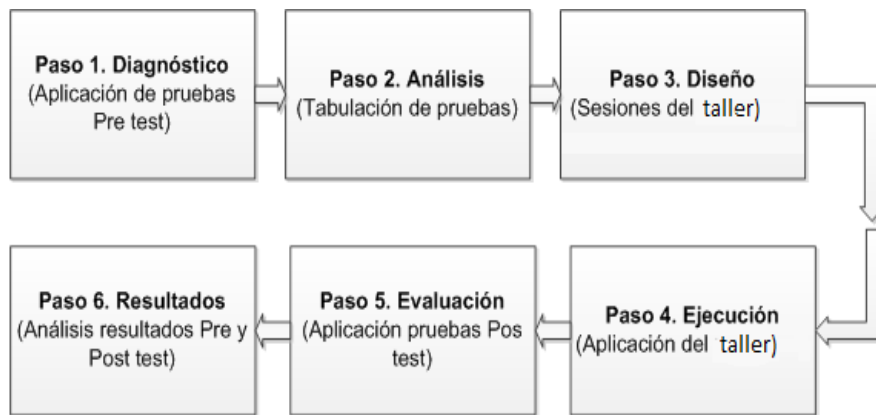 Paso 1. Diagnóstico
(Aplicación de pruebas
Pre test)
Paso 2. Análisis
(Tabulación de pruebas)
Paso 3. Diseño
(Sesiones del taller)
Paso 4. Ejecución
(Aplicación del taller)
Paso 5. Evaluación
(Aplicación pruebas Pos
test)
Paso 6. Resultados
(Análisis resultados Pre y
Post test)